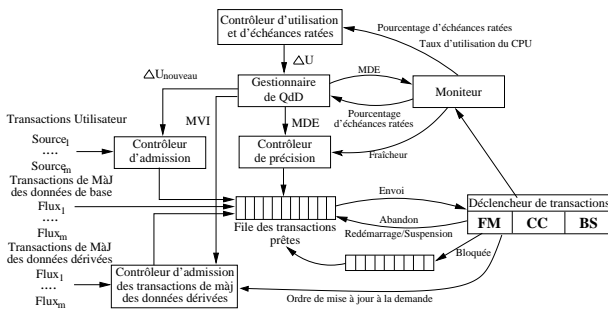 Contrôleur d'utilisation
et d'échéances ratées
Pourcentage d'échéances ratées
Taux d'utilisation du CPU
△U
△Unouveau
Gestionnaire
de QdD
MDE
Moniteur
Pourcentage
d'échéances ratées
MVI
MDE
Transactions Utilisateur
Source1
....
Sourcem
Contrôleur
d'admission
Contrôleur
de précision
Fraîcheur
Transactions de MàJ
des données de base
Flux1
....
Fluxm
Envoi
Déclencheur de transactions
FM CC BS
Abandon
Redémarrage/Suspension
File des transactions
prêtes
Bloquée
Transactions de MàJ
des données dérivées
Flux1
....
Fluxm
Contrôleur d'admission
des transactions de màj
des données dérivées
Ordre de mise à jour à la demande